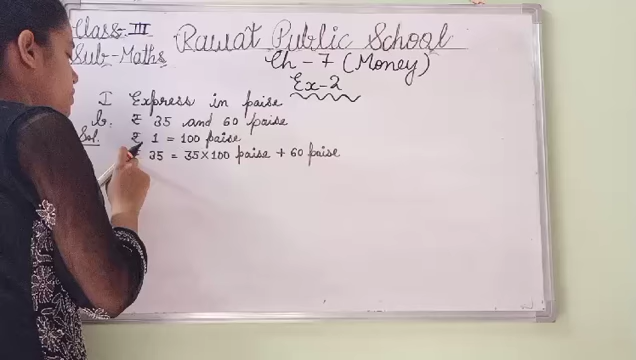 Class III
Rawat Public School
Sub-Maths
Ch-7 (Money)
Ex-2
I Express in paise
b. ₹ 35 and 60 paise
Sol. ₹ 1 = 100 paise
35 = 35×100 paise + 60 paise